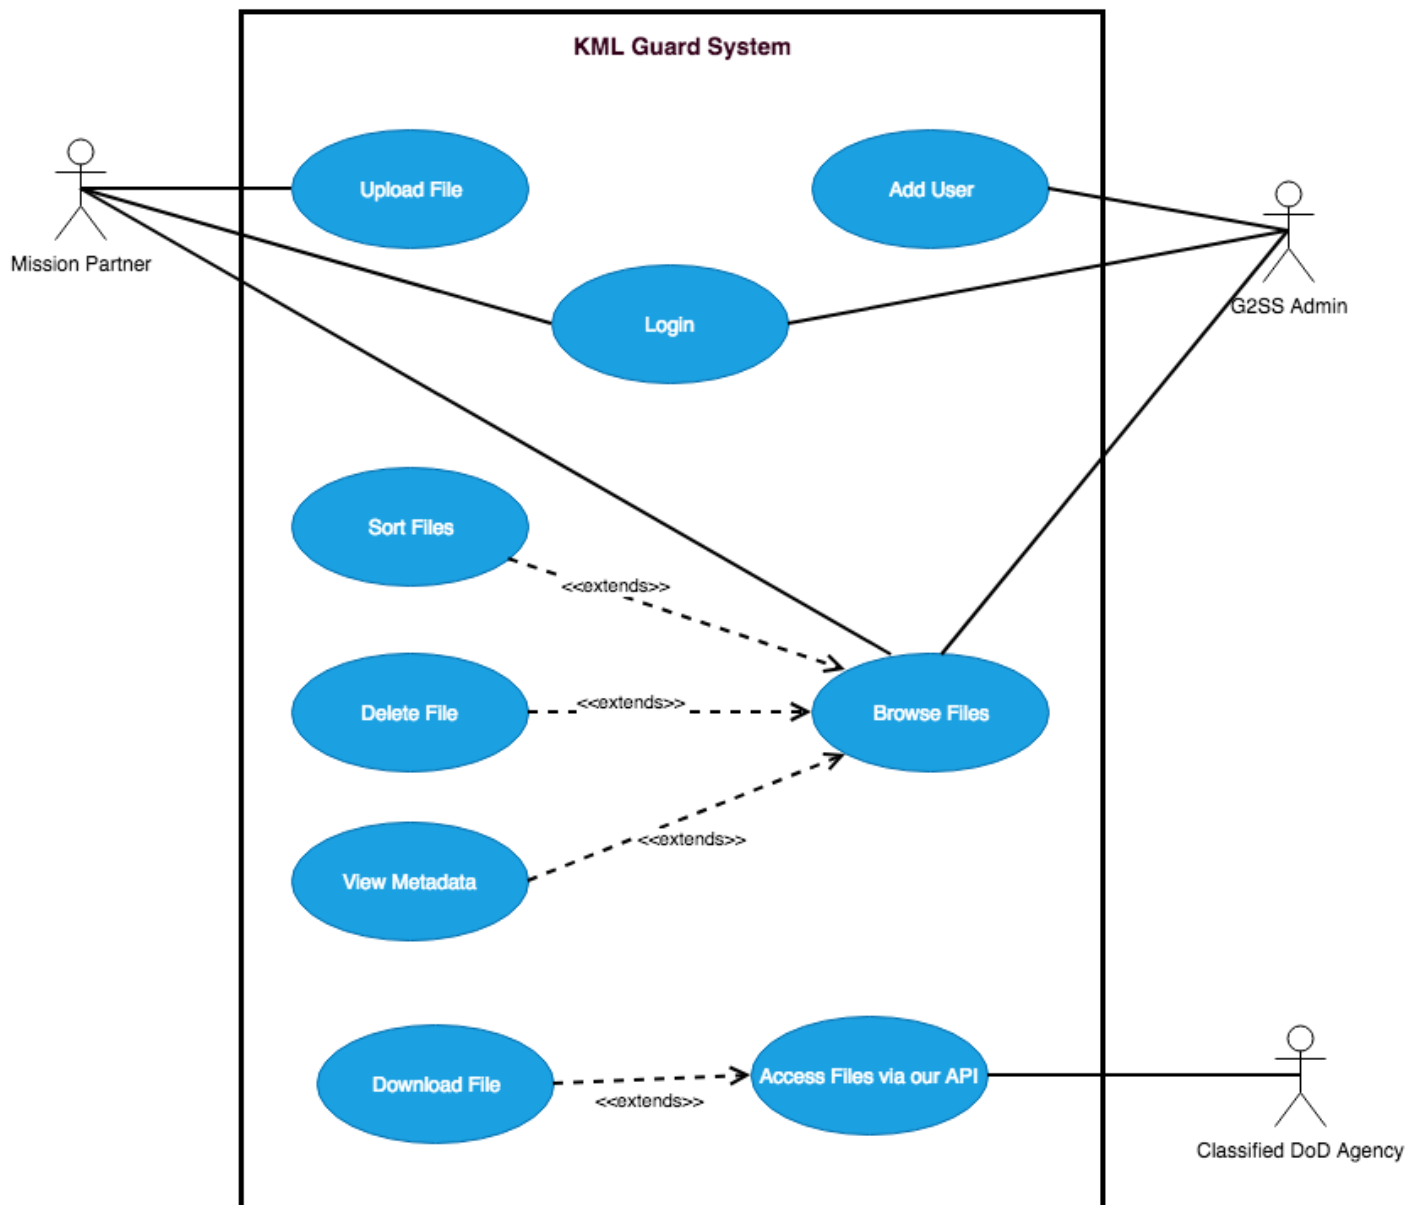 KML Guard System
Upload File
Add User
Mission Partner
G2SS Admin
Login
Sort Files
<<extends>>
Delete File
<<extends>>
Browse Files
<<extends>>
View Metadata
Download File
<<extends>>
Access Files via our API
Classified DoD Agency